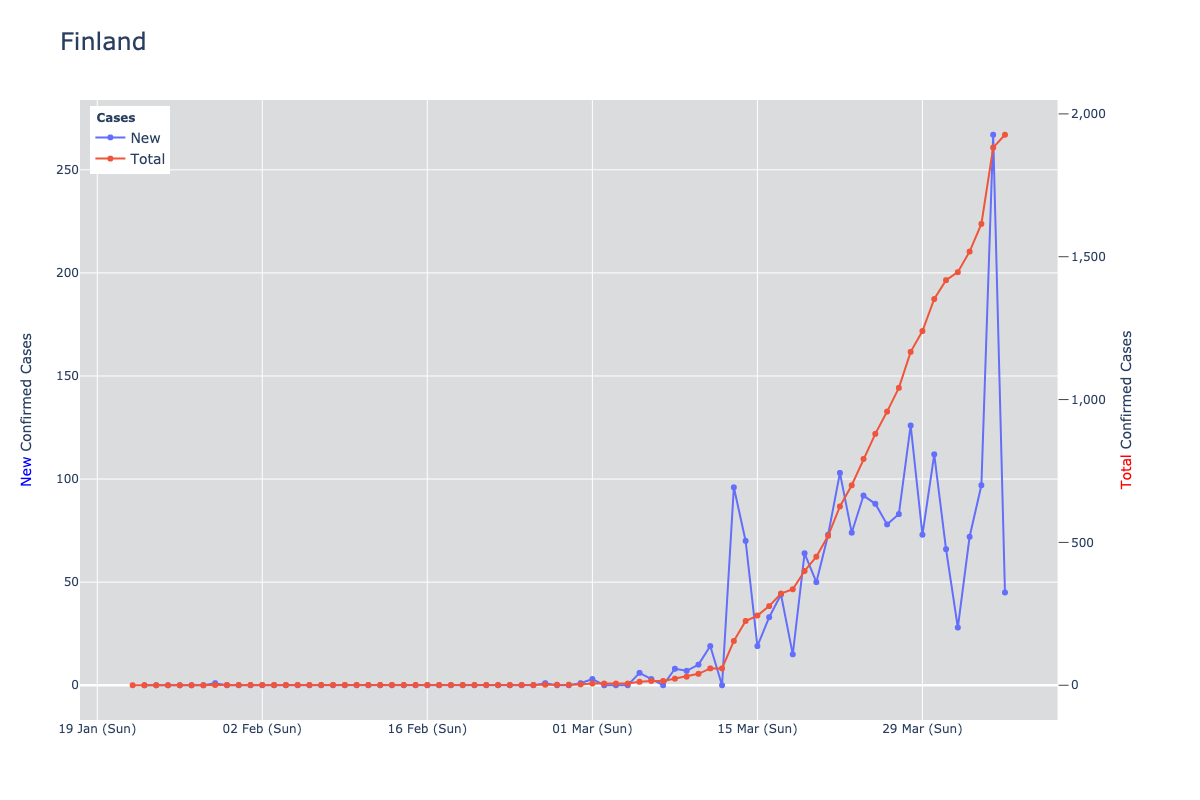 Finland
Cases
New
Total
250
200
150
100
50
0
2,000
1,500
1,000
500
0
New Confirmed Cases
Total Confirmed Cases
19 Jan (Sun)
02 Feb (Sun)
16 Feb (Sun)
01 Mar (Sun)
15 Mar (Sun)
29 Mar (Sun)